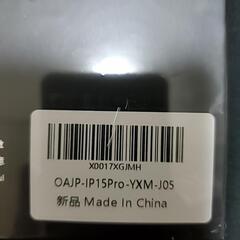 X0017XGJMH
OAJP-IP15Pro-YXM-J05
新品 Made In China